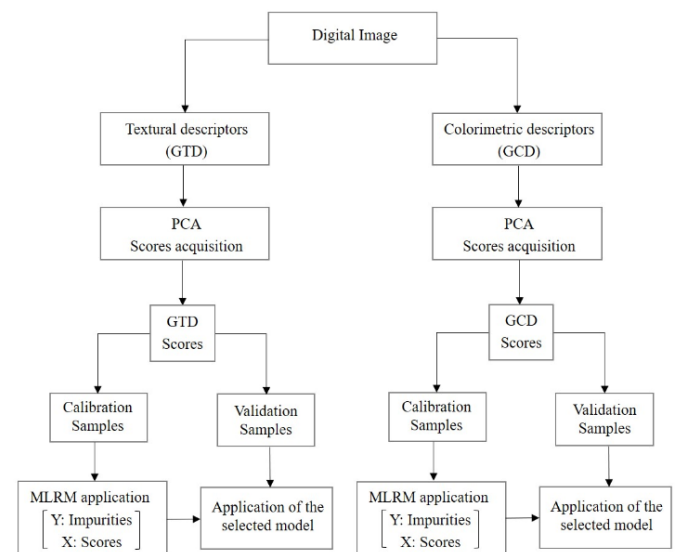 Digital Image
Textural descriptors
(GTD)
Colorimetric descriptors
(GCD)
PCA
Scores acquisition
PCA
Scores acquisition
GTD
Scores
GCD
Scores
Calibration
Samples
Validation
Samples
Calibration
Samples
Validation
Samples
MLRM application
Y: Impurities
X: Scores
Application of the
selected model
MLRM application
Y: Impurities
X: Scores
Application of the
selected model